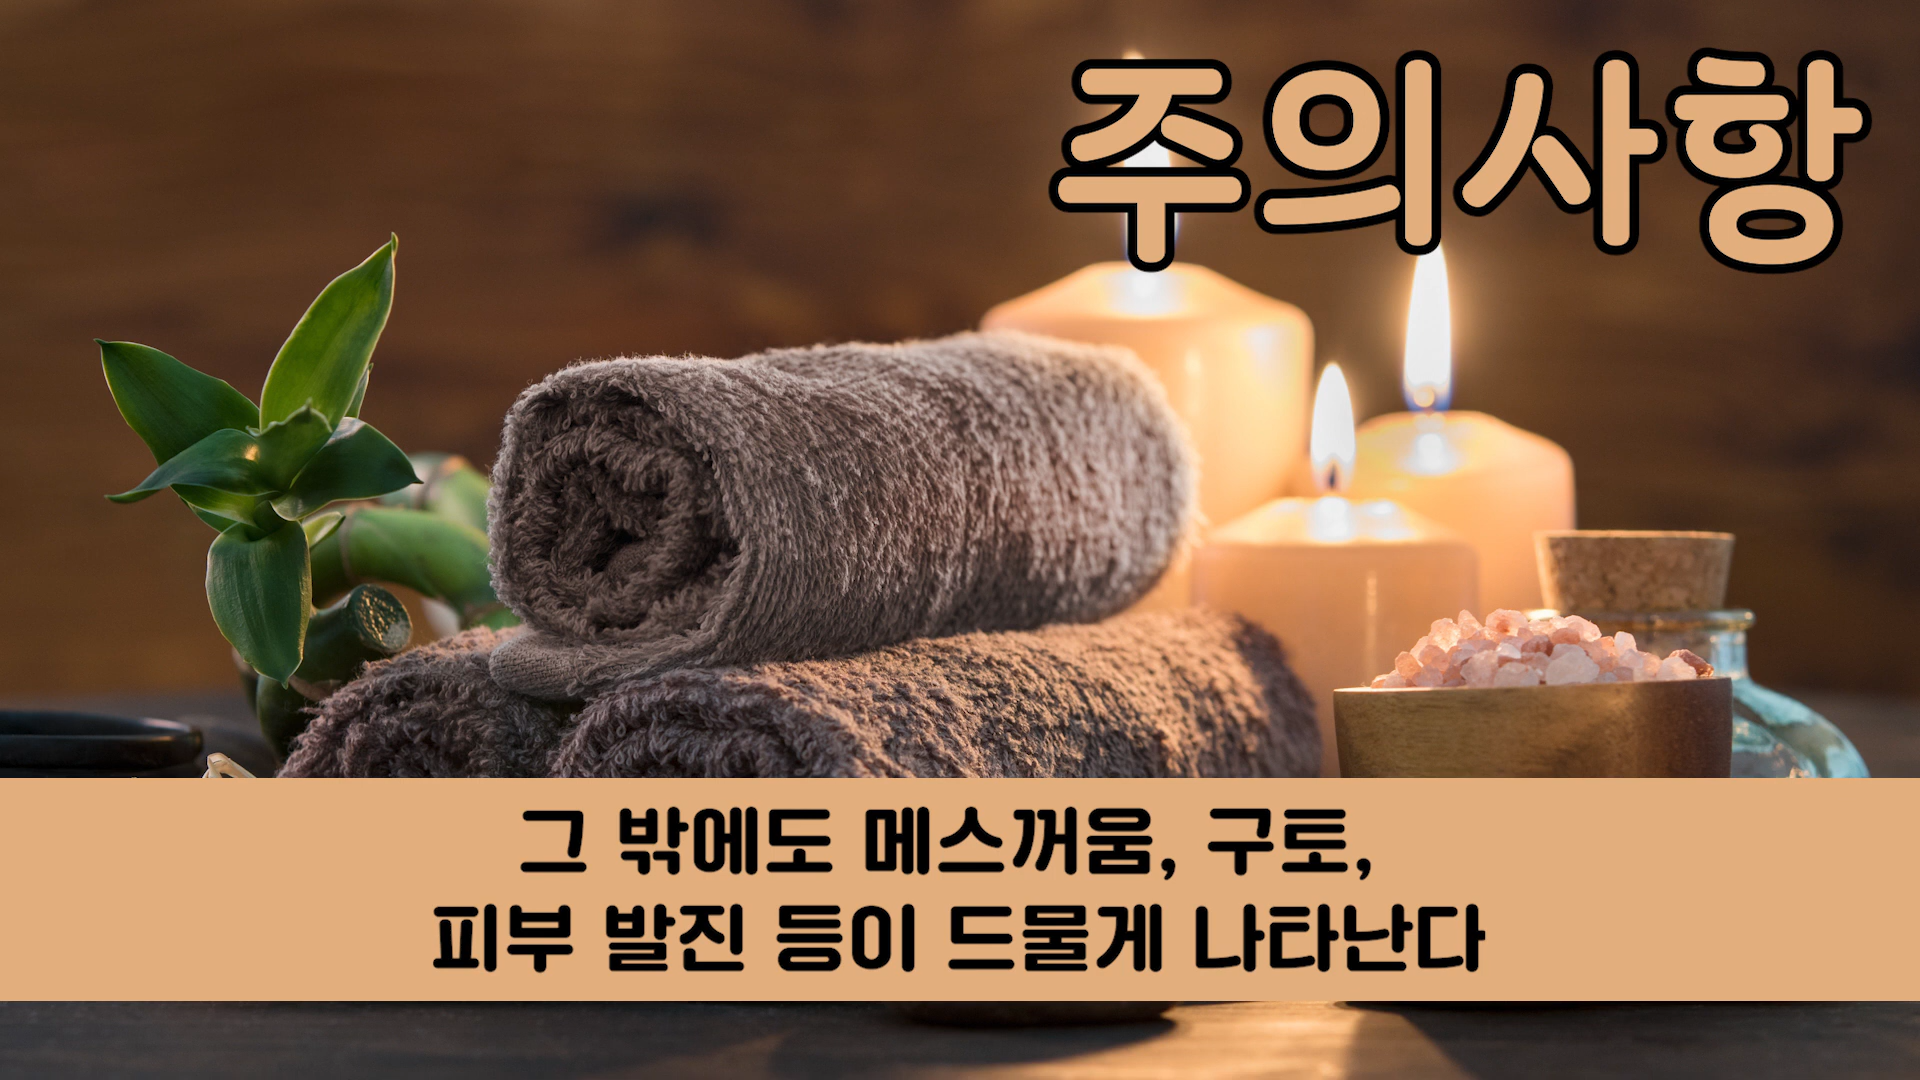 주의사항
그 밖에도 메스꺼움, 구토,
피부 발진 등이 드물게 나타난다